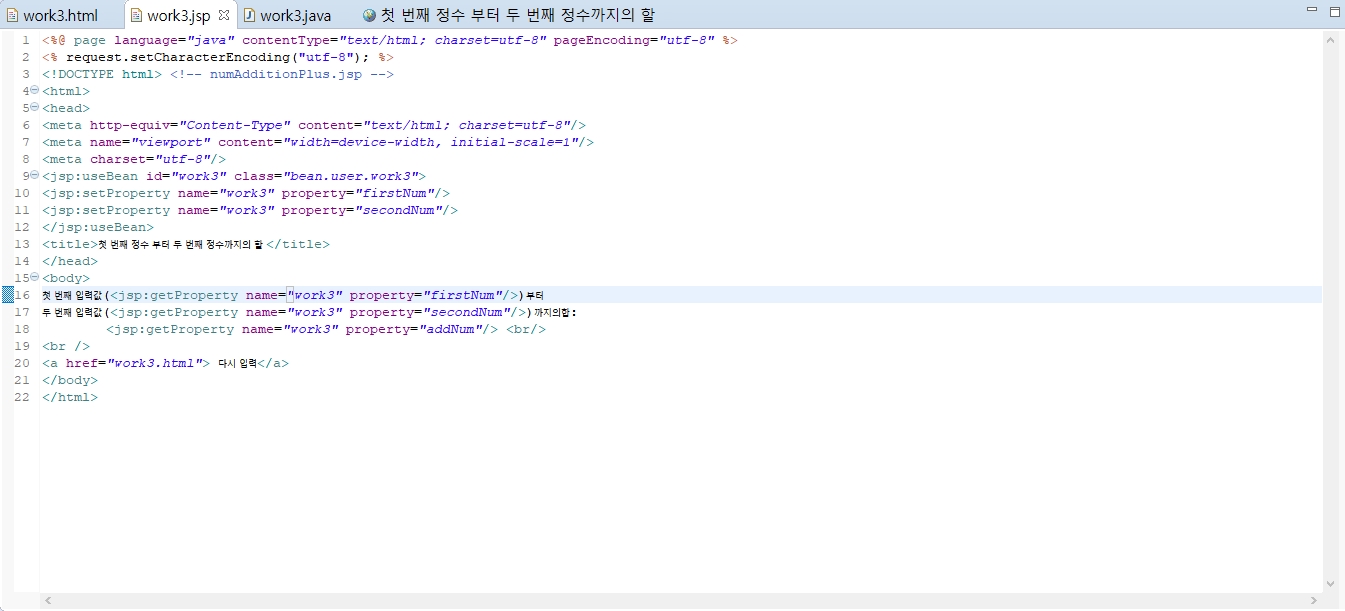 work3.html work3.jsp work3.java 첫 번째 정수 부터 두 번째 정수까지의 할
1 <%@ page language="java" contentType="text/html; charset=utf-8" pageEncoding="utf-8" %>
2 <% request.setCharacterEncoding("utf-8"); %>
3 <!DOCTYPE html> <!-- numAdditionPlus.jsp -->
4 <html>
5 <head>
6 <meta http-equiv="Content-Type" content="text/html; charset=utf-8"/>
7 <meta name="viewport" content="width=device-width, initial-scale=1"/>
8 <meta charset="utf-8"/>
9 <jsp:useBean id="work3" class="bean.user.work3">
10 <jsp:setProperty name="work3" property="firstNum"/>
11 <jsp:setProperty name="work3" property="secondNum"/>
12 </jsp:useBean>
13 <title>첫 번째 정수 부터 두 번째 정수까지의 할 </title>
14 </head>
15 <body>
16 첫 번째 입력값(<jsp:getProperty name="work3" property="firstNum"/>)부터
17 두 번째 입력값(<jsp:getProperty name="work3" property="secondNum"/>)까지의합:
18 <jsp:getProperty name="work3" property="addNum"/> <br/>
19 <br />
20 <a href="work3.html"> 다시 입력</a>
21 </body>
22 </html>